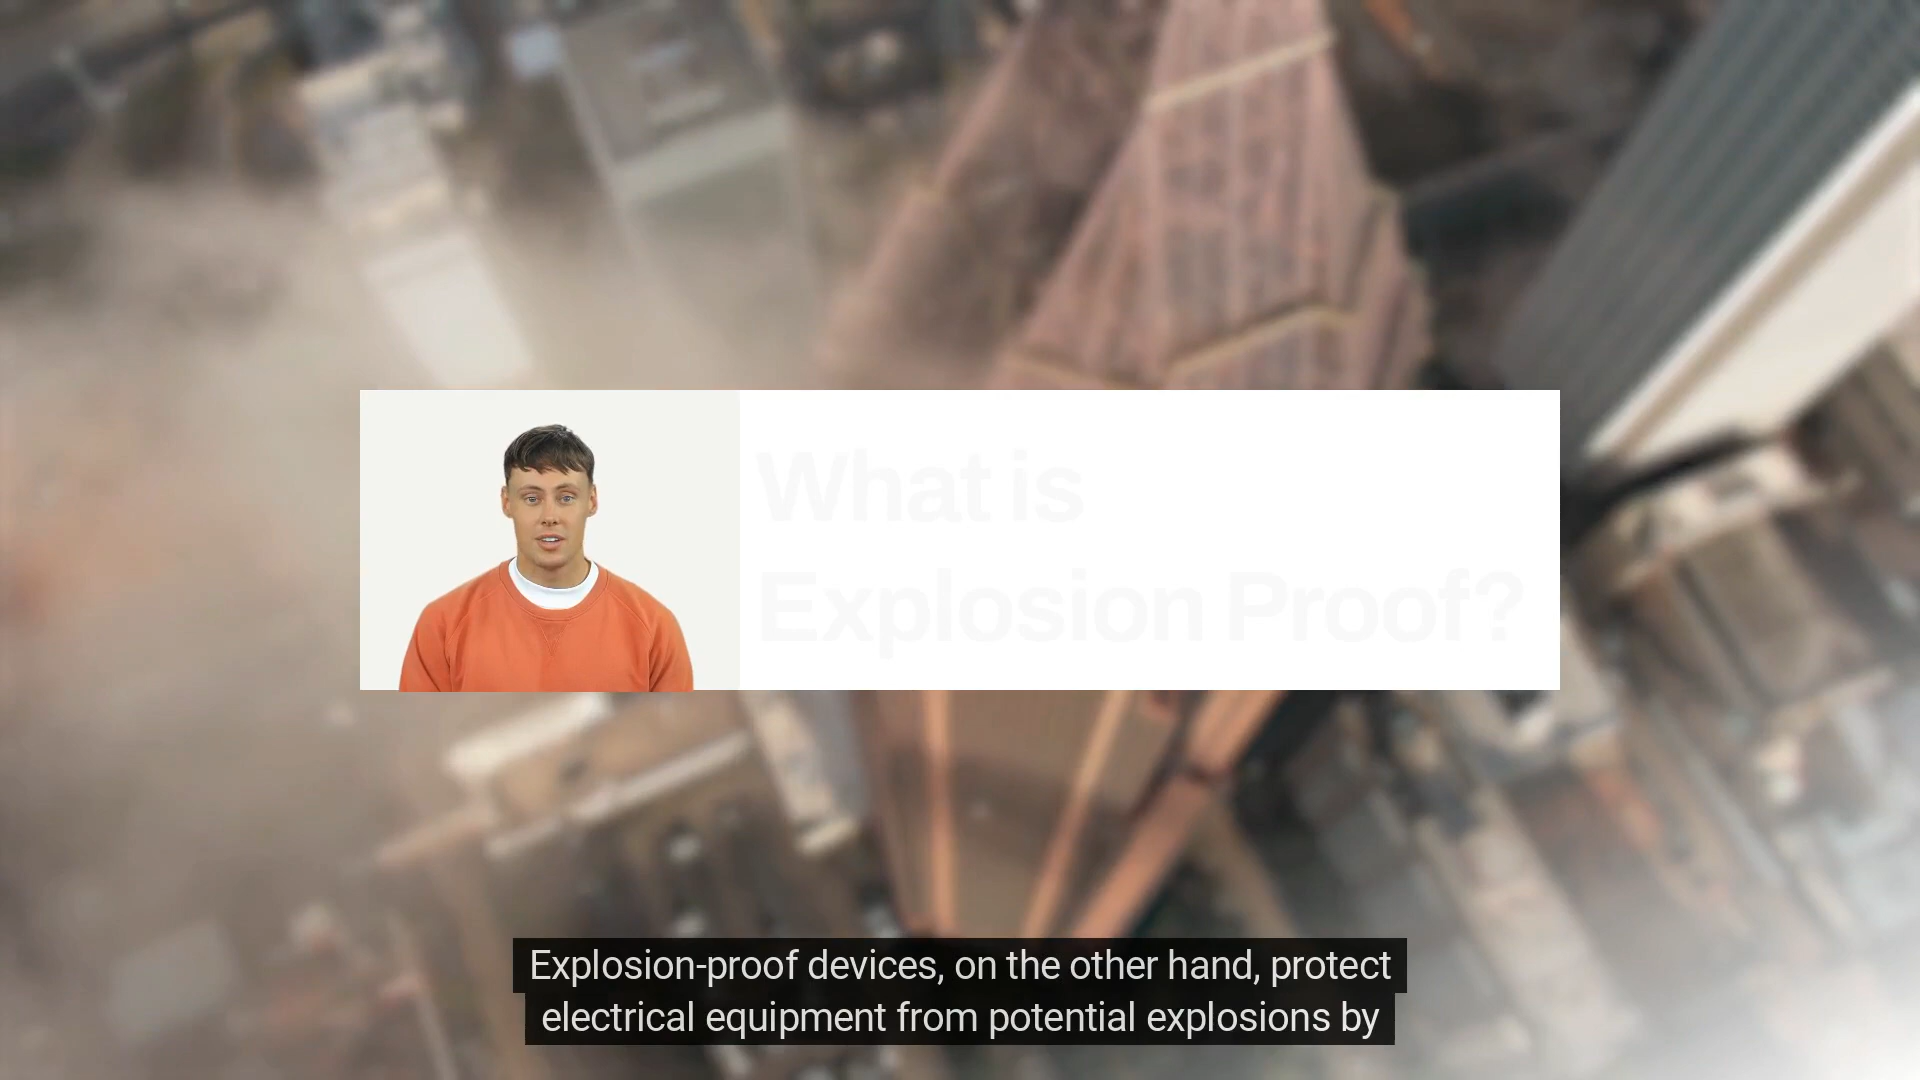 What is
Explosion Proof?
Explosion-proof devices, on the other hand, protect
electrical equipment from potential explosions by